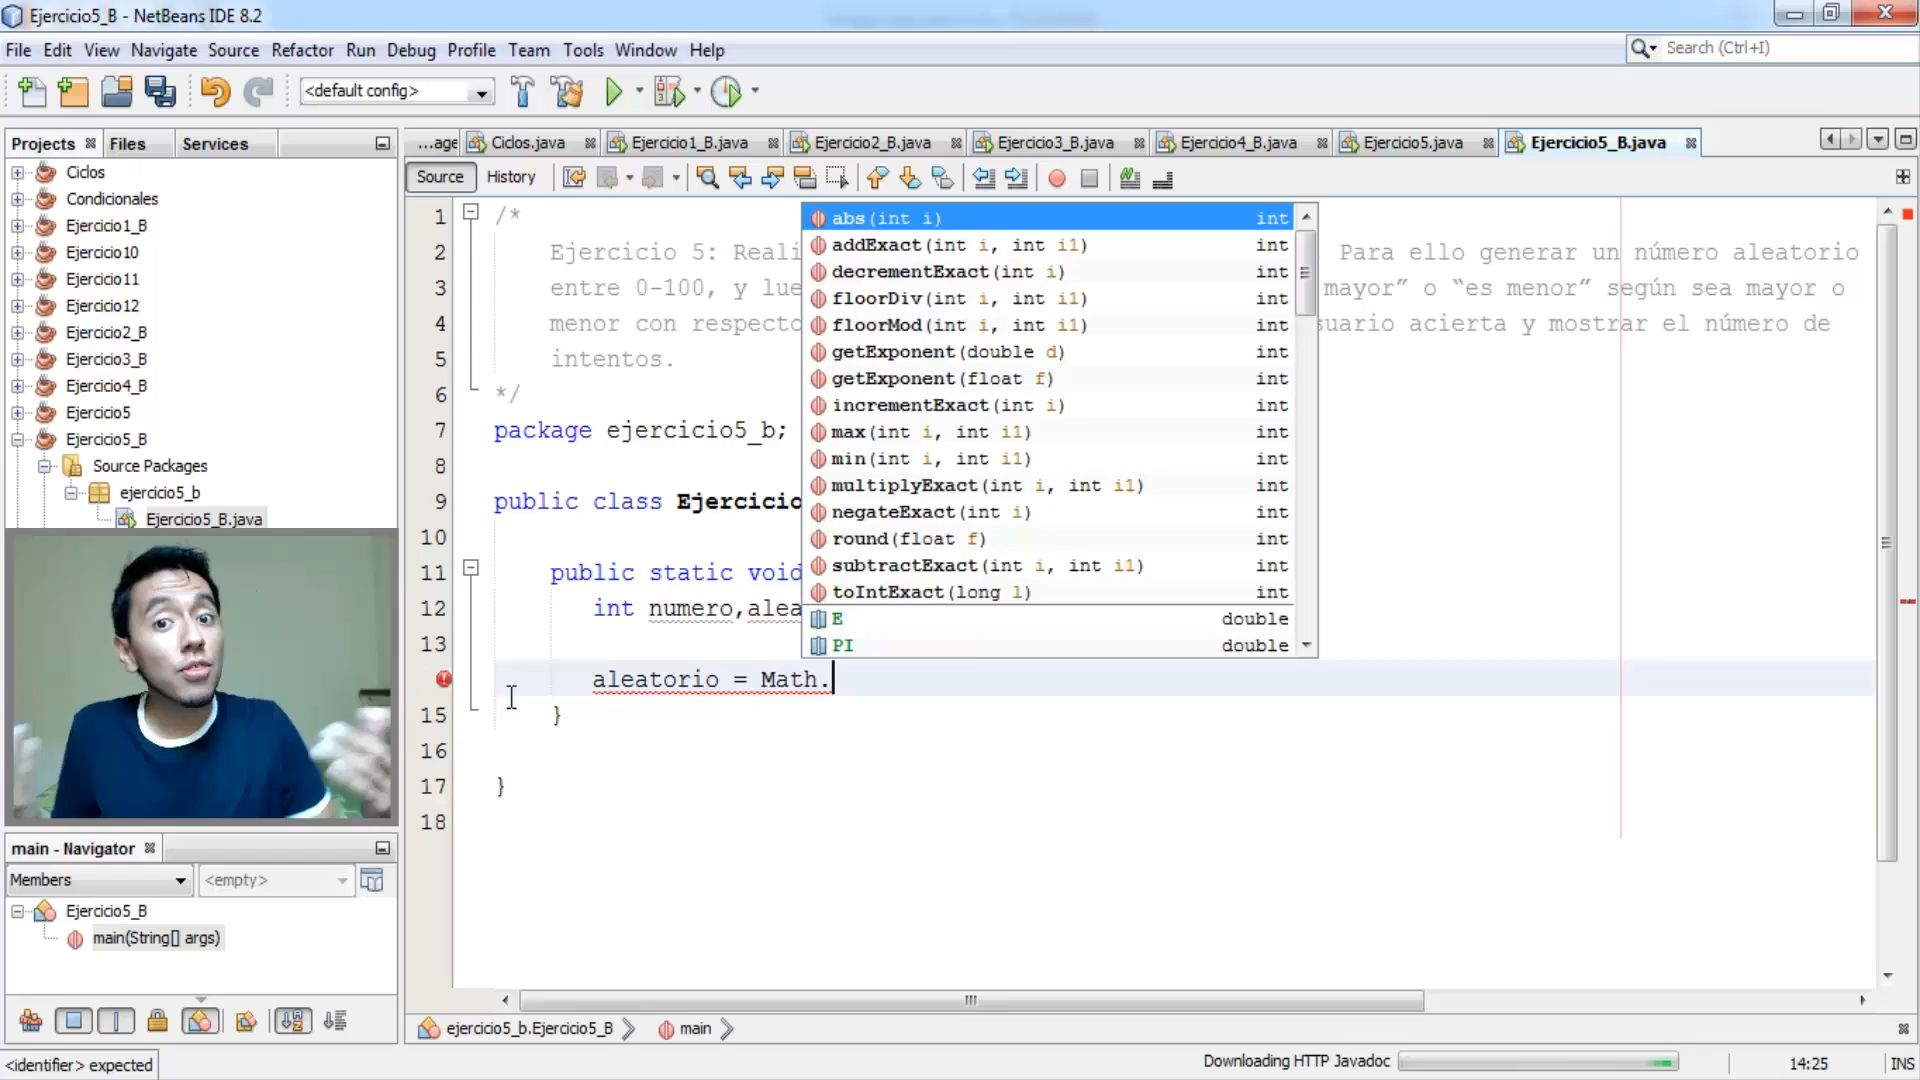 Ejercicio5_B - NetBeans IDE 8.2
File Edit View Navigate Source Refactor Run Debug Profile Team Tools Window Help
Search (Ctrl+I)
<default config>
Projects Files Services
...age Ciclos.java Ejercicio1_B.java Ejercicio2_B.java Ejercicio3_B.java Ejercicio4_B.java Ejercicio5.java Ejercicio5_B.java
Source History
Ciclos
Condicionales
Ejercicio1_B
Ejercicio10
Ejercicio11
Ejercicio12
Ejercicio2_B
Ejercicio3_B
Ejercicio4_B
Ejercicio5
Ejercicio5_B
Source Packages
ejercicio5_b
Ejercicio5_B.java
1 /*
2 Ejercicio 5: Reali Para ello generar un número aleatorio
3 entre 0-100, y lue mayor” o “es menor” según sea mayor o
4 menor con respecto suario acierta y mostrar el número de
5 intentos.
6 */
7 package ejercicio5_b;
8
9 public class Ejercicio
10
11 public static void
12 int numero,alea
13
aleatorio = Math.
15 }
16
17 }
18
abs(int i) int
addExact(int i, int i1) int
decrementExact(int i) int
floorDiv(int i, int i1) int
floorMod(int i, int i1) int
getExponent(double d) int
getExponent(float f) int
incrementExact(int i) int
max(int i, int i1) int
min(int i, int i1) int
multiplyExact(int i, int i1) int
negateExact(int i) int
round(float f) int
subtractExact(int i, int i1) int
toIntExact(long l) int
E double
PI double
main - Navigator
Members <empty>
Ejercicio5_B
main(String[] args)
ejercicio5_b.Ejercicio5_B main
<identifier> expected
Downloading HTTP Javadoc
14:25 INS